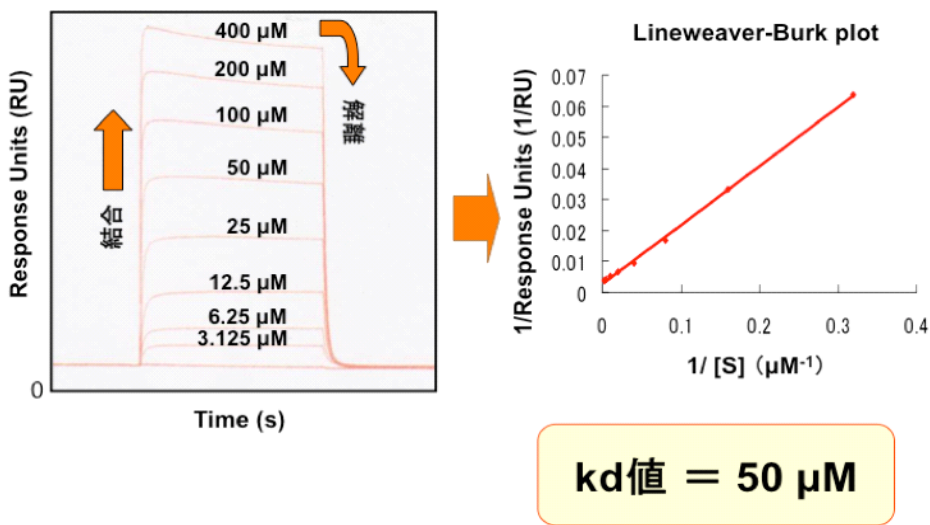 400 µM
200 µM
100 µM
50 µM
25 µM
12.5 µM
6.25 µM
3.125 µM
結合
解離
Response Units (RU)
0
Time (s)
Lineweaver-Burk plot
1/Response Units (1/RU)
0.07
0.06
0.05
0.04
0.03
0.02
0.01
0
0
0.1
0.2
0.3
0.4
1/ [S] （µM⁻¹）
kd値 ＝ 50 µM